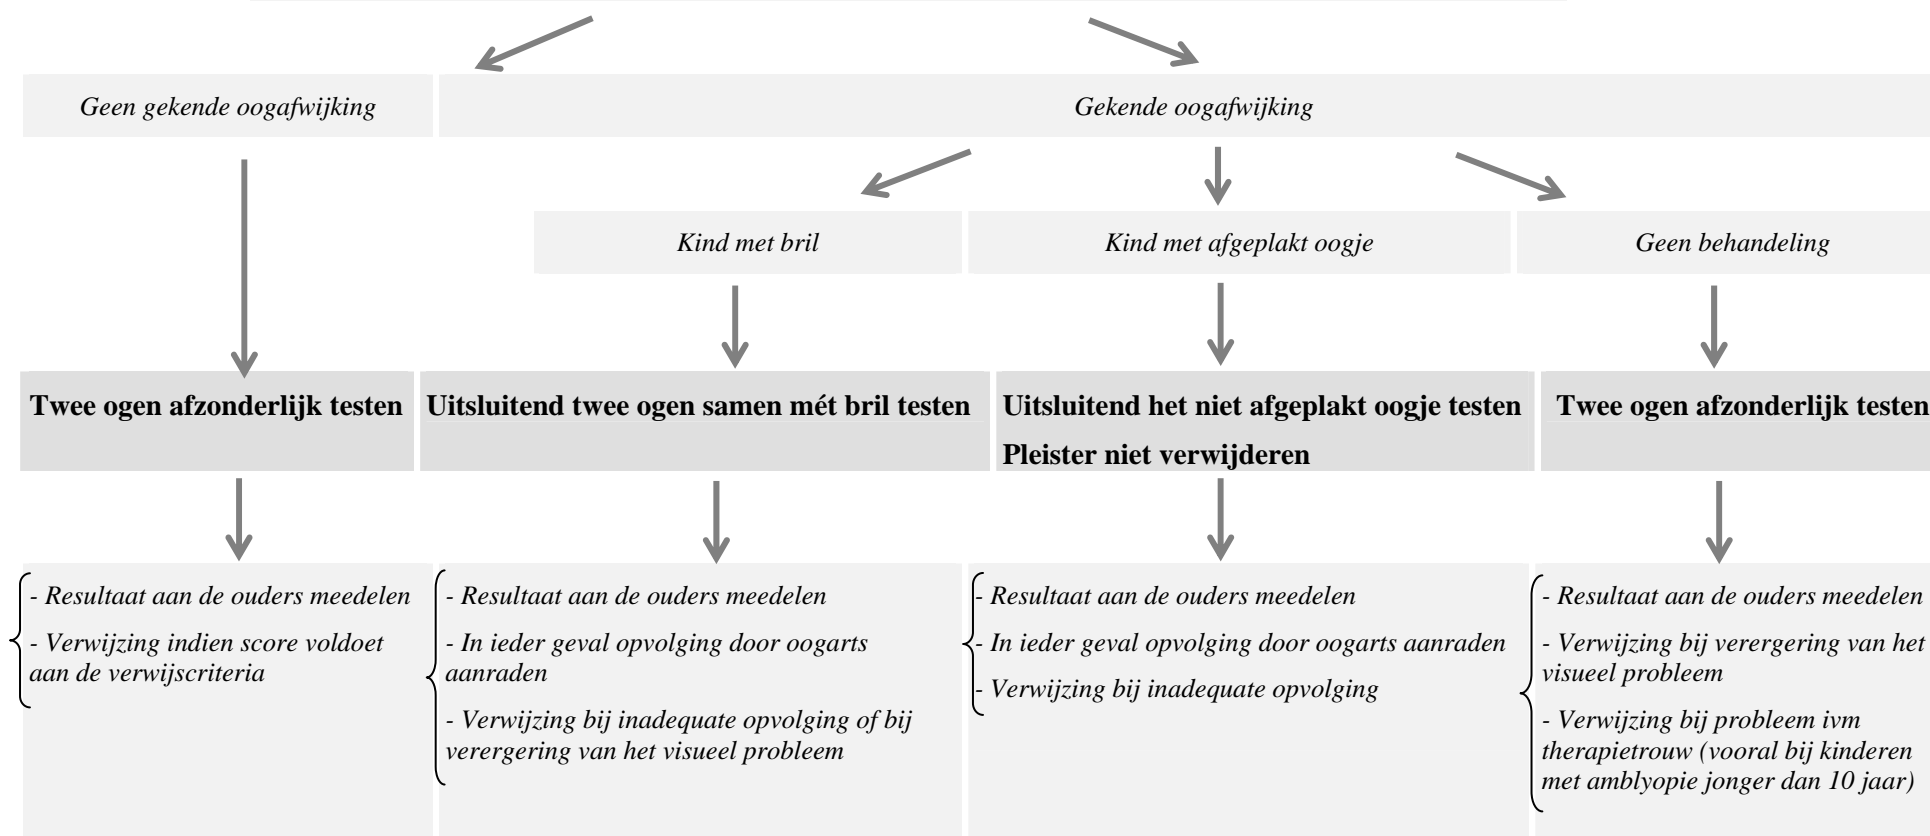 Geen gekende oogafwijking
Gekende oogafwijking
Kind met bril
Kind met afgeplakt oogje
Geen behandeling
Twee ogen afzonderlijk testen
Uitsluitend twee ogen samen mét bril testen
Uitsluitend het niet afgeplakt oogje testen
Pleister niet verwijderen
Twee ogen afzonderlijk testen
- Resultaat aan de ouders meedelen
- Verwijzing indien score voldoet
aan de verwijscriteria
- Resultaat aan de ouders meedelen
- In ieder geval opvolging door oogarts
aanraden
- Verwijzing bij inadequate opvolging of bij
verergering van het visueel probleem
- Resultaat aan de ouders meedelen
- In ieder geval opvolging door oogarts aanraden
- Verwijzing bij inadequate opvolging
- Resultaat aan de ouders meedelen
- Verwijzing bij verergering van het
visueel probleem
- Verwijzing bij probleem ivm
therapietrouw (vooral bij kinderen
met amblyopie jonger dan 10 jaar)